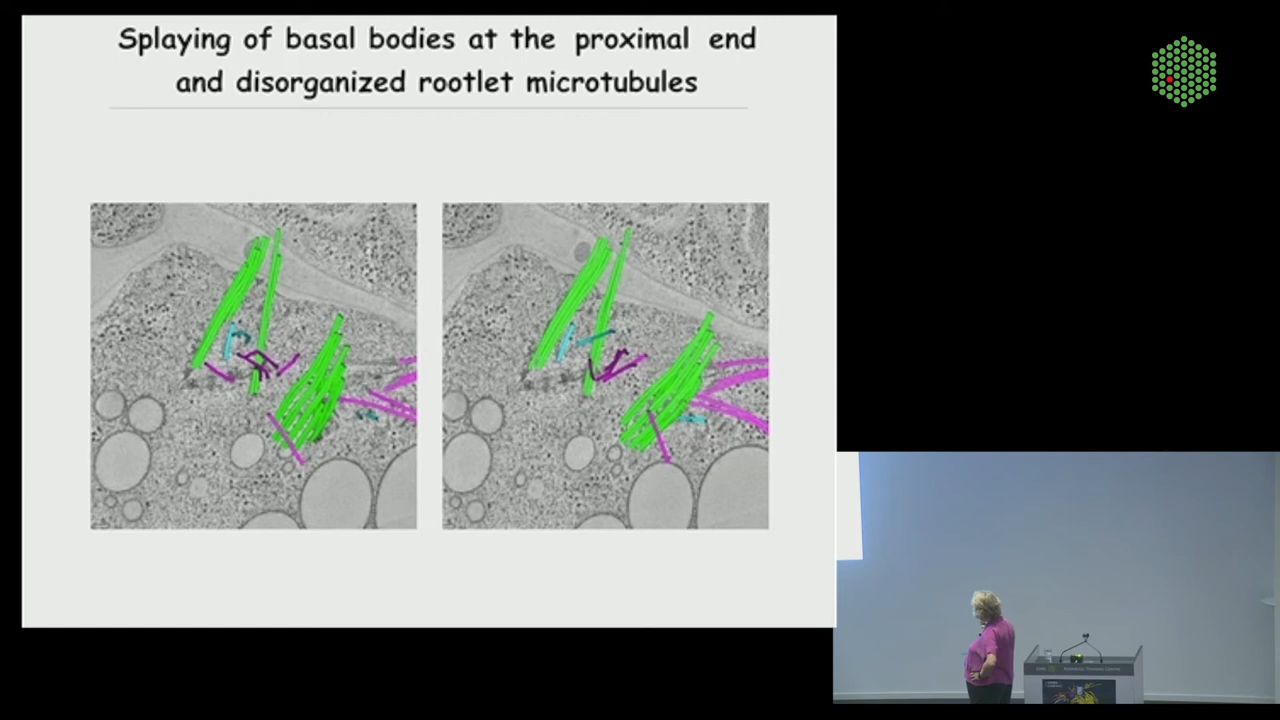 Splaying of basal bodies at the proximal end
and disorganized rootlet microtubules